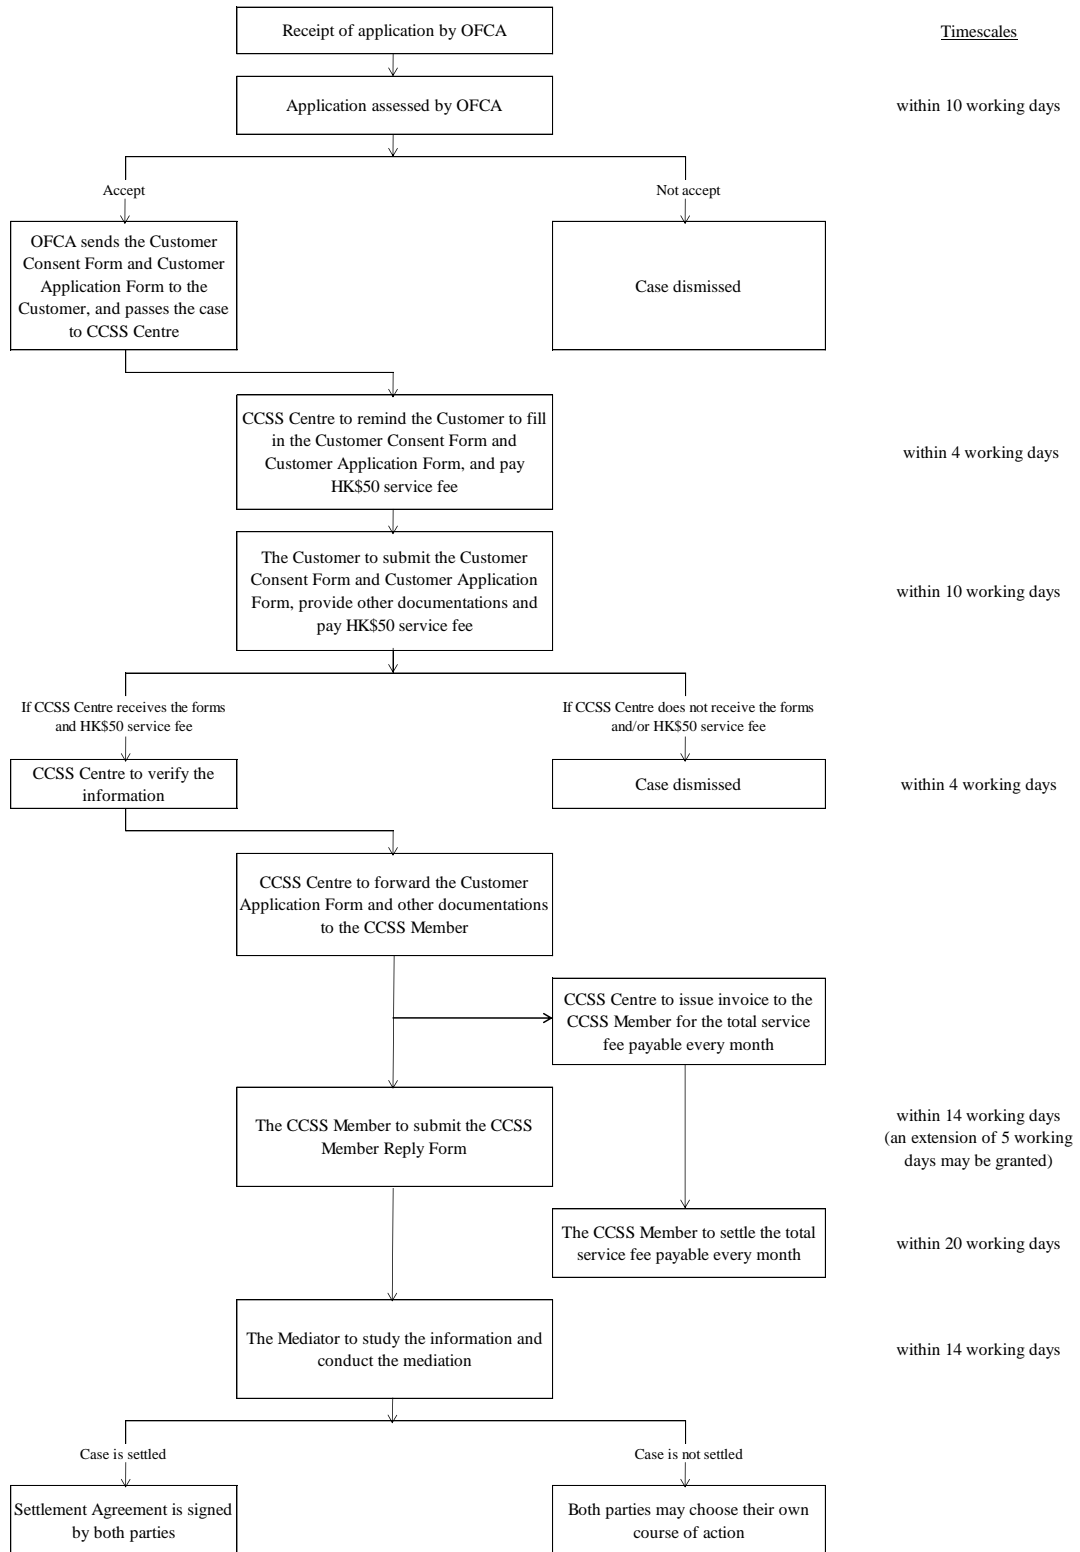 Receipt of application by OFCA
Timescales
Application assessed by OFCA
within 10 working days
Accept
Not accept
OFCA sends the Customer
Consent Form and Customer
Application Form to the
Customer, and passes the case
to CCSS Centre
Case dismissed
CCSS Centre to remind the Customer to fill
in the Customer Consent Form and
Customer Application Form, and pay
HK$50 service fee
within 4 working days
The Customer to submit the Customer
Consent Form and Customer Application
Form, provide other documentations and
pay HK$50 service fee
within 10 working days
If CCSS Centre receives the forms
and HK$50 service fee
If CCSS Centre does not receive the forms
and/or HK$50 service fee
CCSS Centre to verify the
information
Case dismissed
within 4 working days
CCSS Centre to forward the Customer
Application Form and other documentations
to the CCSS Member
CCSS Centre to issue invoice to the
CCSS Member for the total service
fee payable every month
The CCSS Member to submit the CCSS
Member Reply Form
within 14 working days
(an extension of 5 working
days may be granted)
The CCSS Member to settle the total
service fee payable every month
within 20 working days
The Mediator to study the information and
conduct the mediation
within 14 working days
Case is settled
Case is not settled
Settlement Agreement is signed
by both parties
Both parties may choose their own
course of action